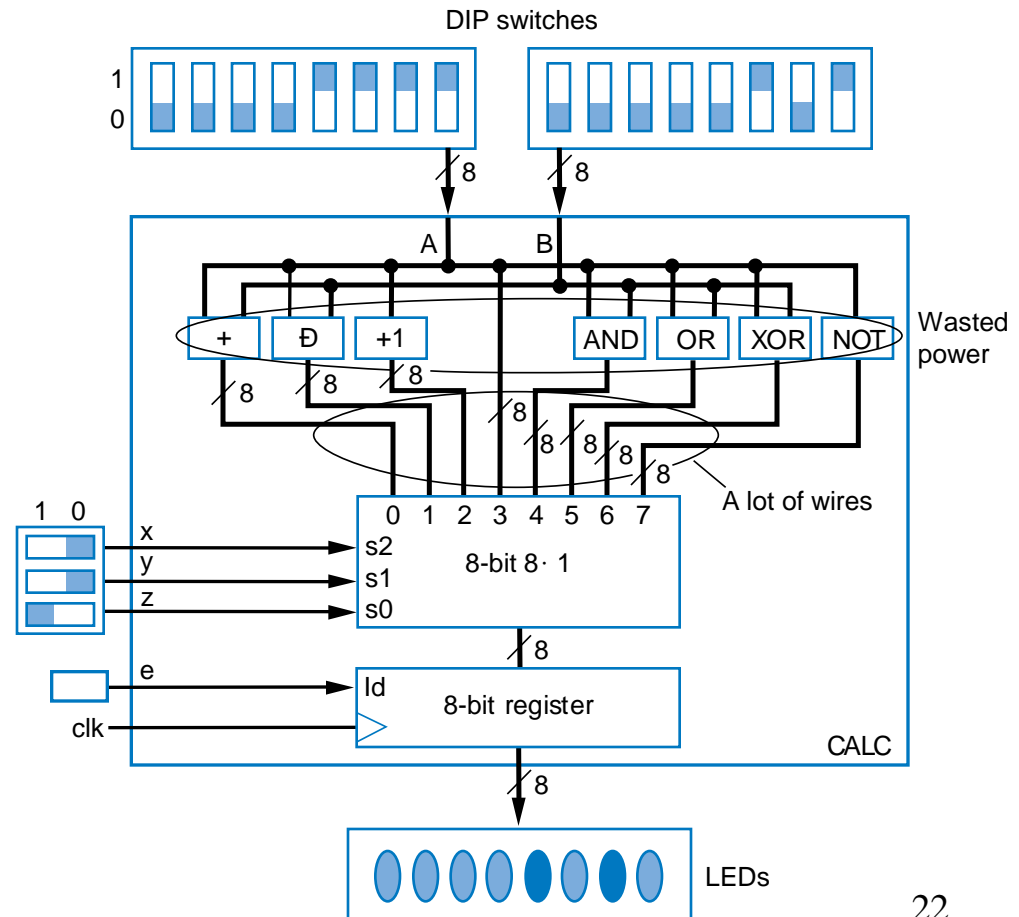 DIP switches
1
0
8
8
A
B
+
Đ
+1
AND
OR
XOR
NOT
Wasted
power
8
8
8
8
8
8
8
8
A lot of wires
1 0
0 1 2 3 4 5 6 7
x
s2
y
s1
z
s0
8-bit 8· 1
8
e
ld
8-bit register
clk
CALC
8
LEDs
22